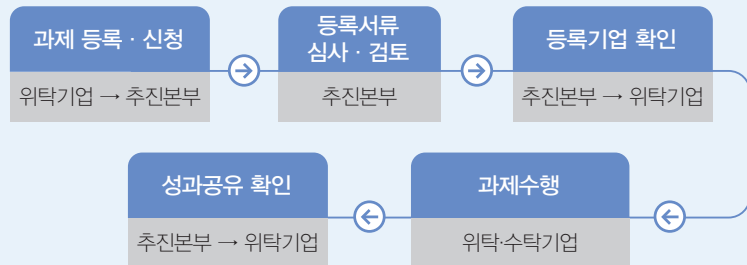 과제 등록 · 신청
위탁기업 → 추진본부
등록서류
심사 · 검토
추진본부
등록기업 확인
추진본부 → 위탁기업
과제수행
위탁·수탁기업
성과공유 확인
추진본부 → 위탁기업